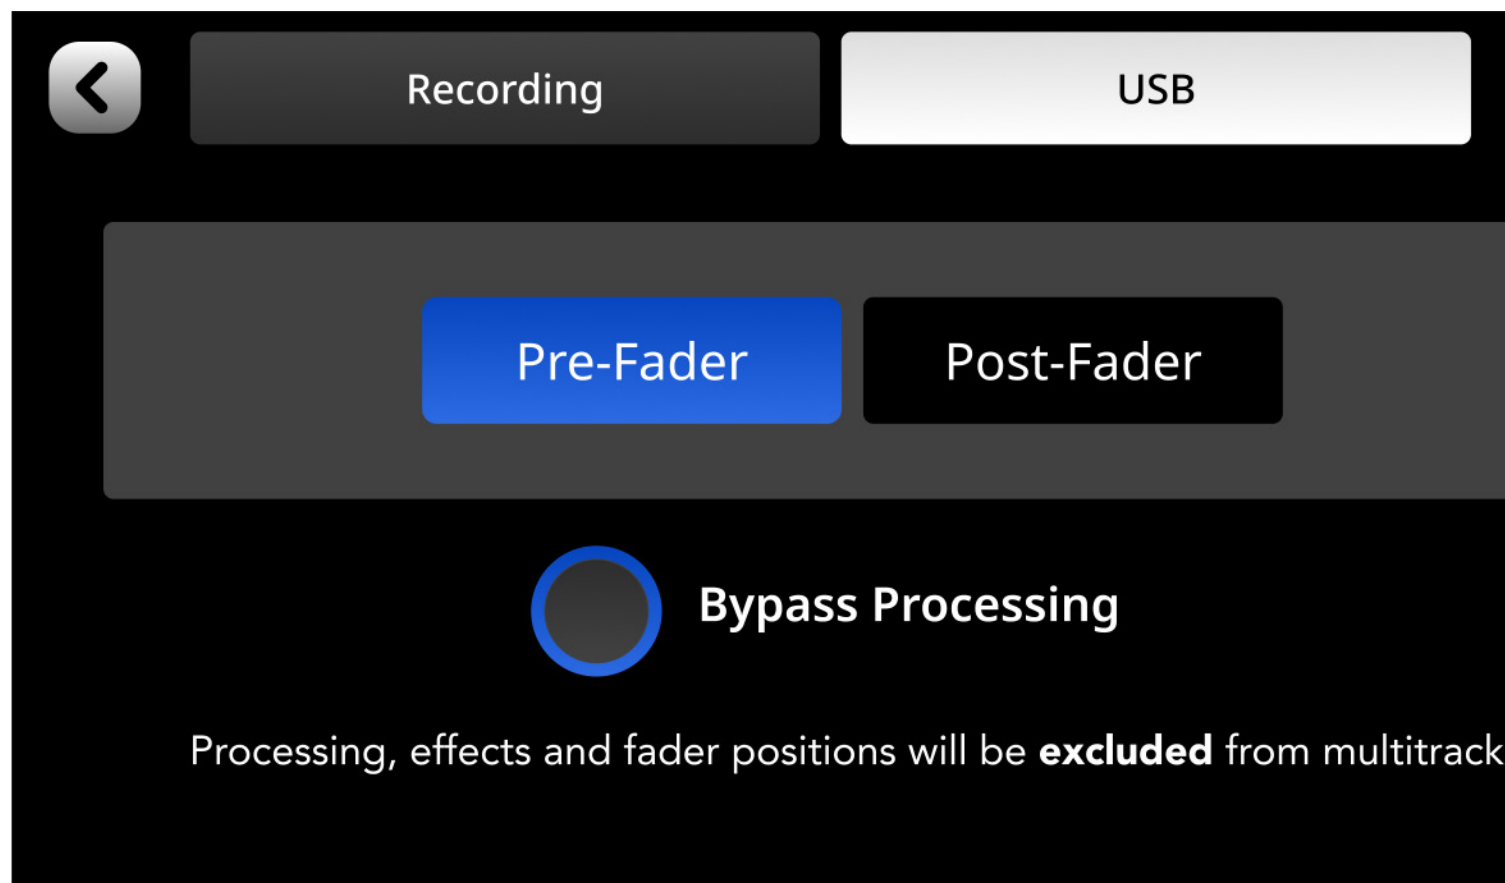 Recording
USB
Pre-Fader
Post-Fader
Bypass Processing
Processing, effects and fader positions will be excluded from multitrack